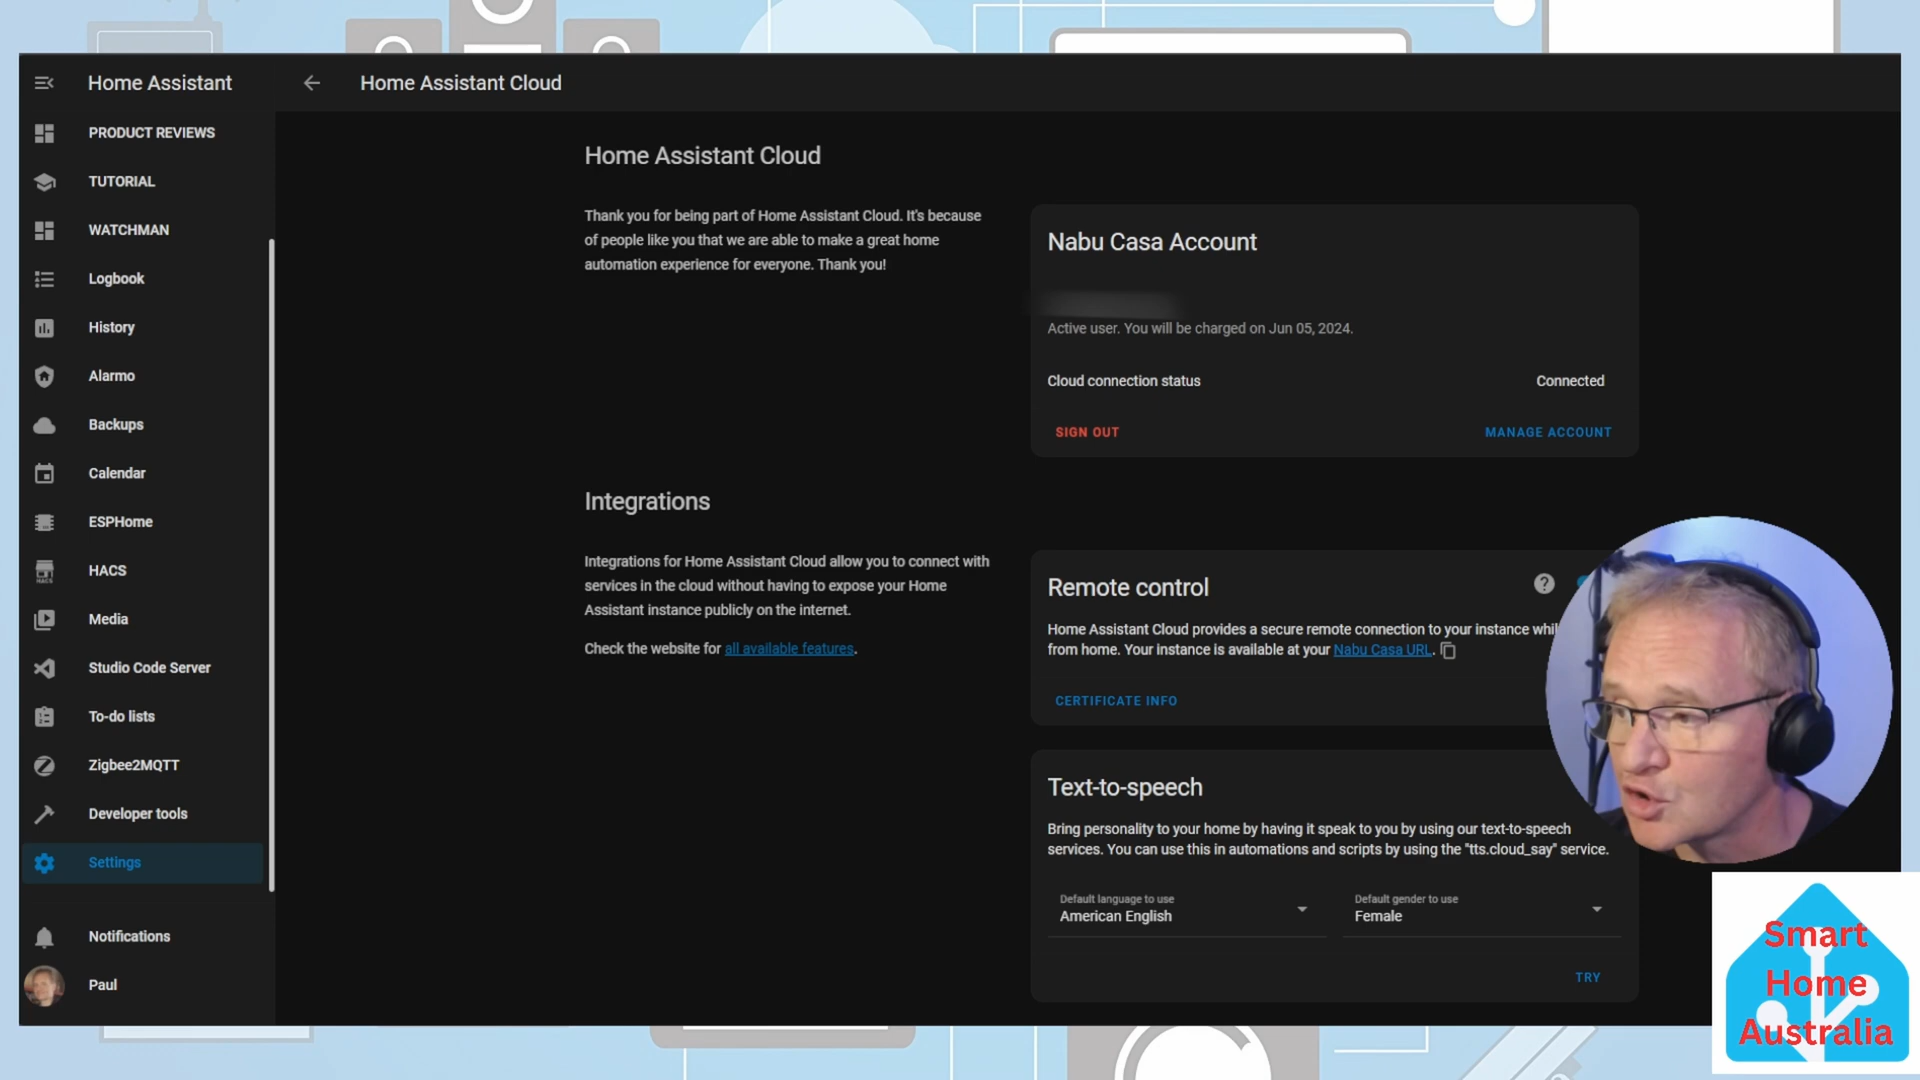 Home Assistant
Home Assistant Cloud
PRODUCT REVIEWS
TUTORIAL
WATCHMAN
Logbook
History
Alarmo
Backups
Calendar
ESPHome
HACS
Media
Studio Code Server
To-do lists
Zigbee2MQTT
Developer tools
Settings
Notifications
Paul
Home Assistant Cloud
Thank you for being part of Home Assistant Cloud. It's because
of people like you that we are able to make a great home
automation experience for everyone. Thank you!
Nabu Casa Account
Active user. You will be charged on Jun 05, 2024.
Cloud connection status Connected
SIGN OUT MANAGE ACCOUNT
Integrations
Integrations for Home Assistant Cloud allow you to connect with
services in the cloud without having to expose your Home
Assistant instance publicly on the internet.
Check the website for all available features.
Remote control
Home Assistant Cloud provides a secure remote connection to your instance
from home. Your instance is available at your Nabu Casa URL.
CERTIFICATE INFO
Text-to-speech
Bring personality to your home by having it speak to you by using our text-to-speech
services. You can use this in automations and scripts by using the "tts.cloud_say" service.
Default language to use
American English
Default gender to use
Female
TRY
Smart
Home
Australia